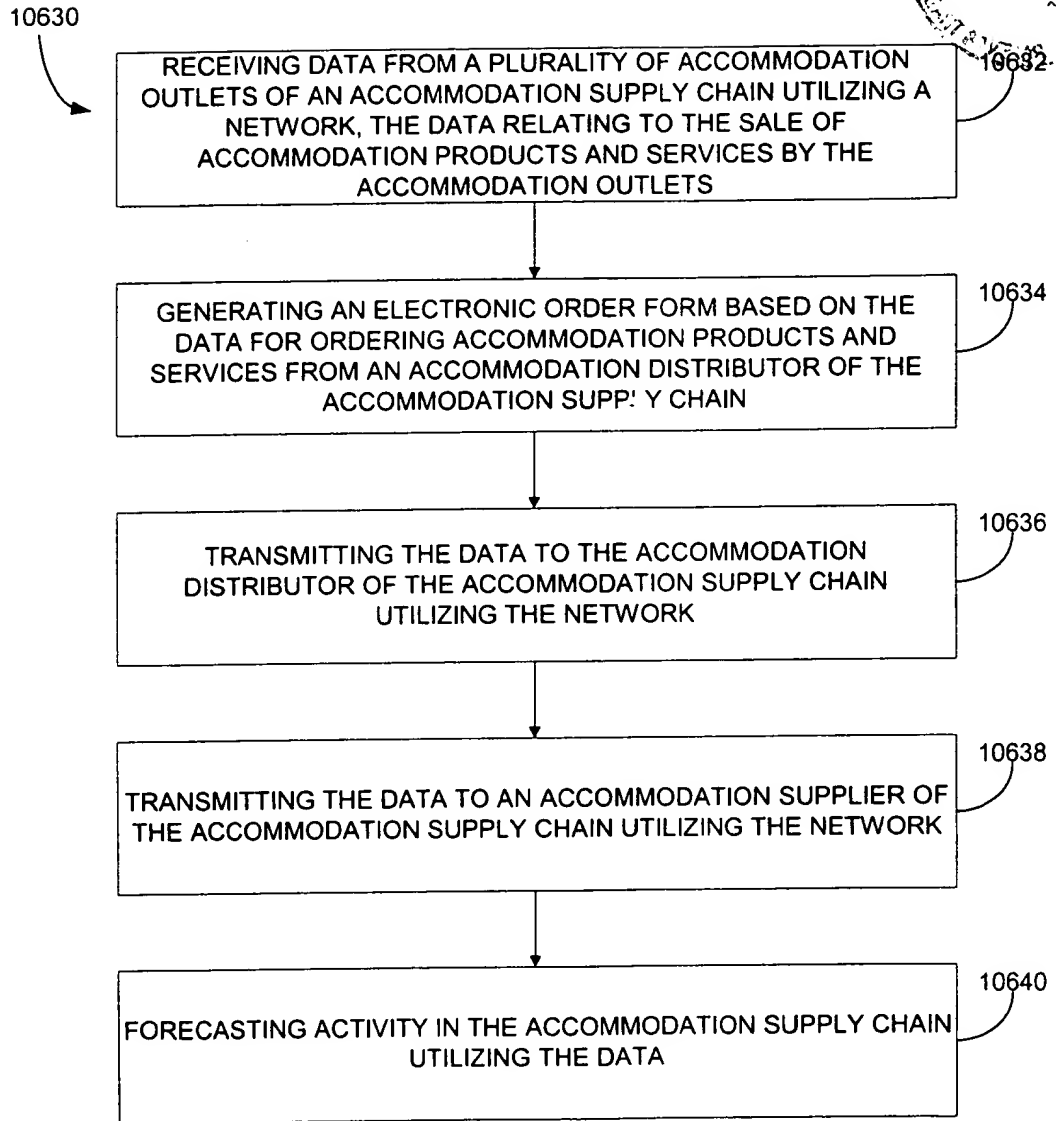 10630
RECEIVING DATA FROM A PLURALITY OF ACCOMMODATION
OUTLETS OF AN ACCOMMODATION SUPPLY CHAIN UTILIZING A
NETWORK, THE DATA RELATING TO THE SALE OF
ACCOMMODATION PRODUCTS AND SERVICES BY THE
ACCOMMODATION OUTLETS
10632
GENERATING AN ELECTRONIC ORDER FORM BASED ON THE
DATA FOR ORDERING ACCOMMODATION PRODUCTS AND
SERVICES FROM AN ACCOMMODATION DISTRIBUTOR OF THE
ACCOMMODATION SUPPLY CHAIN
10634
TRANSMITTING THE DATA TO THE ACCOMMODATION
DISTRIBUTOR OF THE ACCOMMODATION SUPPLY CHAIN
UTILIZING THE NETWORK
10636
TRANSMITTING THE DATA TO AN ACCOMMODATION SUPPLIER OF
THE ACCOMMODATION SUPPLY CHAIN UTILIZING THE NETWORK
10638
FORECASTING ACTIVITY IN THE ACCOMMODATION SUPPLY CHAIN
UTILIZING THE DATA
10640